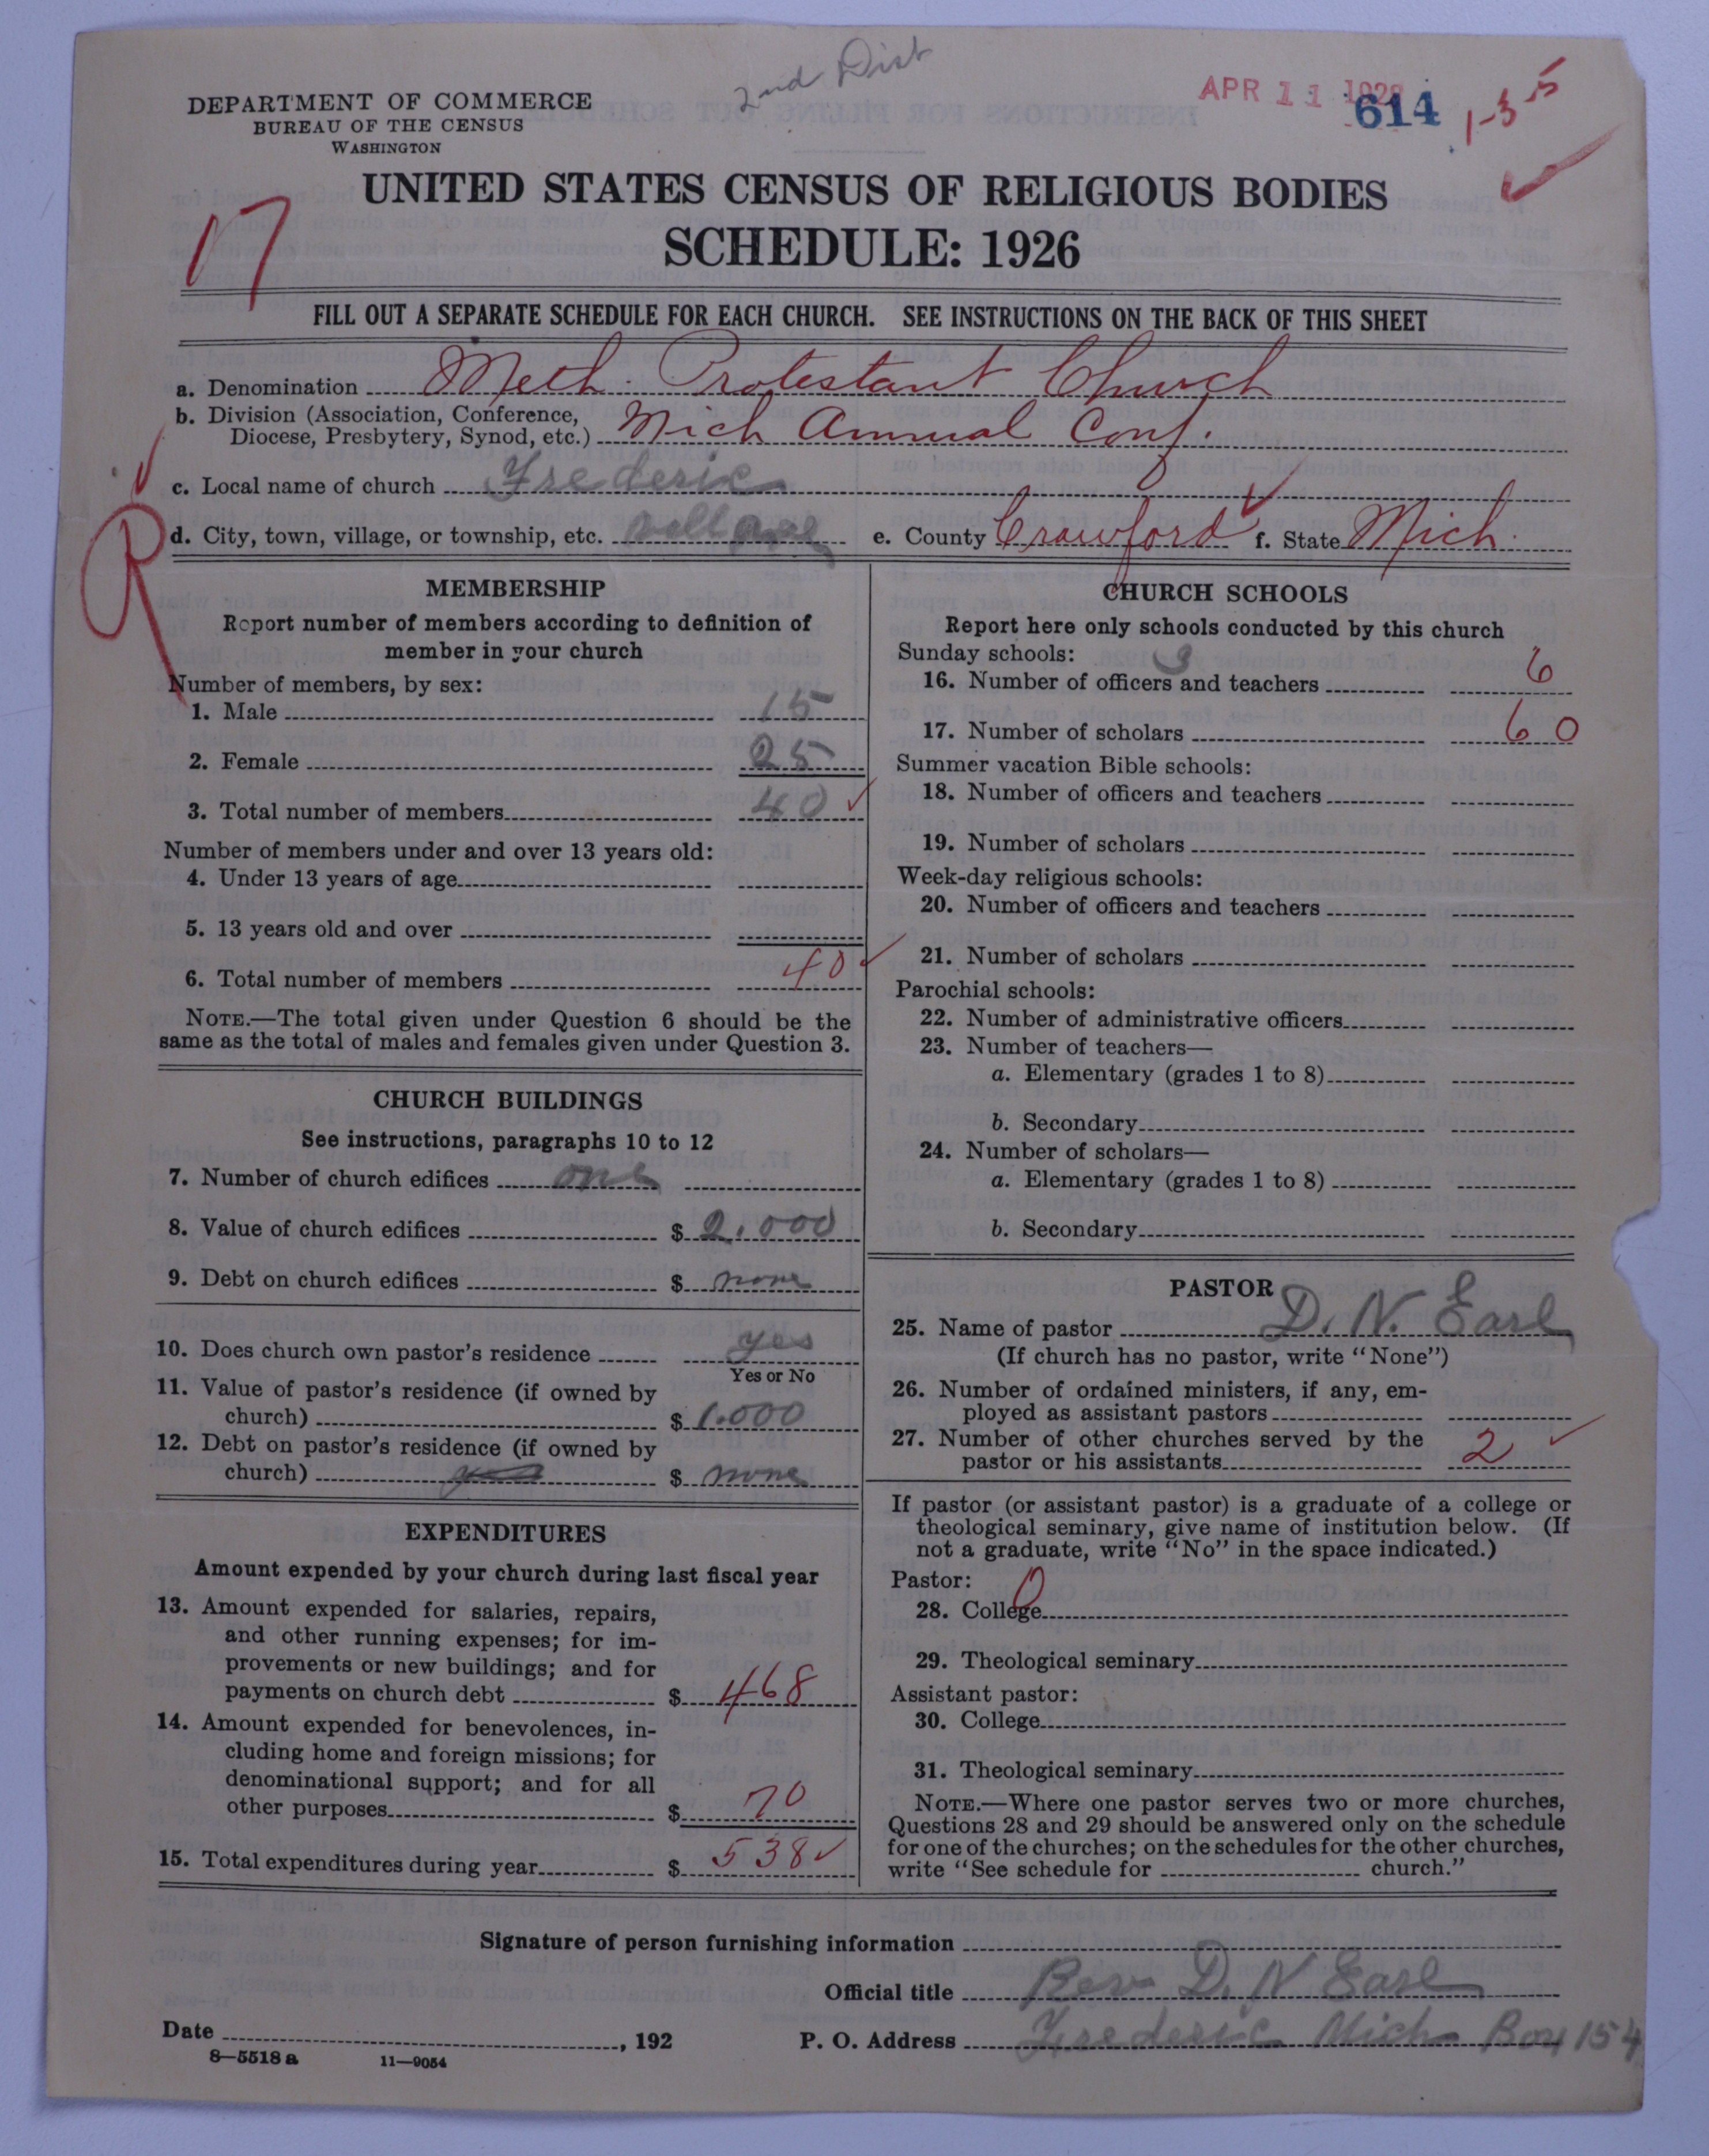 2nd Dist
APR 11 1928
614
1-3-5
DEPARTMENT OF COMMERCE
BUREAU OF THE CENSUS
WASHINGTON
UNITED STATES CENSUS OF RELIGIOUS BODIES
17
SCHEDULE: 1926
FILL OUT A SEPARATE SCHEDULE FOR EACH CHURCH. SEE INSTRUCTIONS ON THE BACK OF THIS SHEET
a. Denomination Meth. Protestant Church
b. Division (Association, Conference,
Diocese, Presbytery, Synod, etc.) Mich Annual Conf.
c. Local name of church Frederic
R
d. City, town, village, or township, etc. village e. County Crawford f. State Mich.
MEMBERSHIP
Report number of members according to definition of
member in your church
Number of members, by sex:
1. Male 15
2. Female 25
3. Total number of members 40
Number of members under and over 13 years old:
4. Under 13 years of age
5. 13 years old and over
6. Total number of members 40
NOTE.—The total given under Question 6 should be the
same as the total of males and females given under Question 3.
CHURCH BUILDINGS
See instructions, paragraphs 10 to 12
7. Number of church edifices one
8. Value of church edifices $ 2.000
9. Debt on church edifices $ none
10. Does church own pastor's residence yes
Yes or No
11. Value of pastor's residence (if owned by
church) $ 1.000
12. Debt on pastor's residence (if owned by
church) $ none
EXPENDITURES
Amount expended by your church during last fiscal year
13. Amount expended for salaries, repairs,
and other running expenses; for im-
provements or new buildings; and for
payments on church debt $ 468
14. Amount expended for benevolences, in-
cluding home and foreign missions; for
denominational support; and for all
other purposes $ 70
15. Total expenditures during year $ 538
CHURCH SCHOOLS
Report here only schools conducted by this church
Sunday schools: 3
16. Number of officers and teachers 6
17. Number of scholars 60
Summer vacation Bible schools:
18. Number of officers and teachers
19. Number of scholars
Week-day religious schools:
20. Number of officers and teachers
21. Number of scholars
Parochial schools:
22. Number of administrative officers
23. Number of teachers—
a. Elementary (grades 1 to 8)
b. Secondary
24. Number of scholars—
a. Elementary (grades 1 to 8)
b. Secondary
PASTOR
25. Name of pastor D. N. Earl
(If church has no pastor, write "None")
26. Number of ordained ministers, if any, em-
ployed as assistant pastors
27. Number of other churches served by the
pastor or his assistants 2
If pastor (or assistant pastor) is a graduate of a college or
theological seminary, give name of institution below. (If
not a graduate, write "No" in the space indicated.)
Pastor: 0
28. College
29. Theological seminary
Assistant pastor:
30. College
31. Theological seminary
NOTE.—Where one pastor serves two or more churches,
Questions 28 and 29 should be answered only on the schedule
for one of the churches; on the schedules for the other churches,
write "See schedule for church."
Signature of person furnishing information
Official title Rev D. N Earl
Date , 192 P. O. Address Frederic Mich Box 154
8—5518 a 11—9054